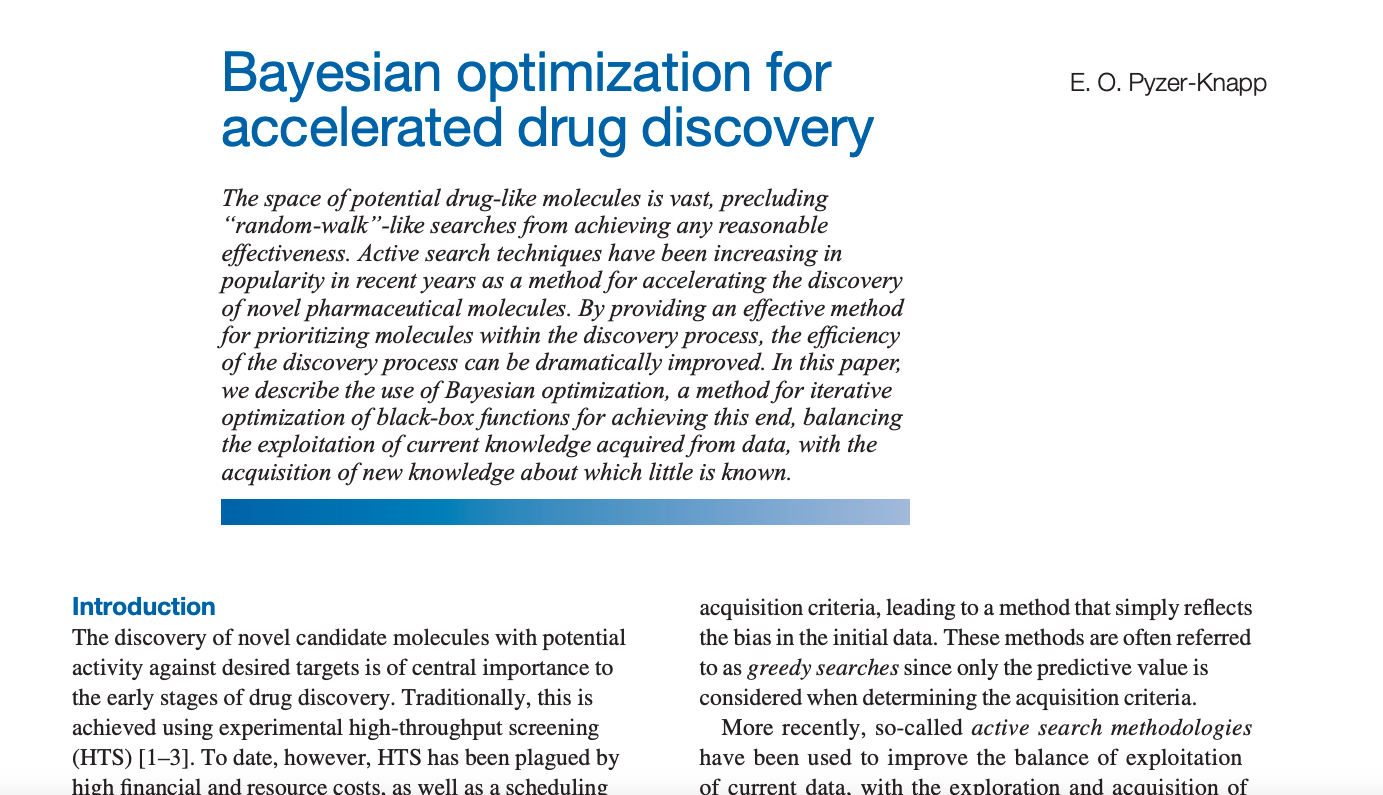 Bayesian optimization for
accelerated drug discovery
E. O. Pyzer-Knapp
The space of potential drug-like molecules is vast, precluding
“random-walk”-like searches from achieving any reasonable
effectiveness. Active search techniques have been increasing in
popularity in recent years as a method for accelerating the discovery
of novel pharmaceutical molecules. By providing an effective method
for prioritizing molecules within the discovery process, the efficiency
of the discovery process can be dramatically improved. In this paper,
we describe the use of Bayesian optimization, a method for iterative
optimization of black-box functions for achieving this end, balancing
the exploitation of current knowledge acquired from data, with the
acquisition of new knowledge about which little is known.
Introduction
The discovery of novel candidate molecules with potential
activity against desired targets is of central importance to
the early stages of drug discovery. Traditionally, this is
achieved using experimental high-throughput screening
(HTS) [1–3]. To date, however, HTS has been plagued by
high financial and resource costs, as well as a scheduling
acquisition criteria, leading to a method that simply reflects
the bias in the initial data. These methods are often referred
to as greedy searches since only the predictive value is
considered when determining the acquisition criteria.
More recently, so-called active search methodologies
have been used to improve the balance of exploitation
of current data, with the exploration and acquisition of